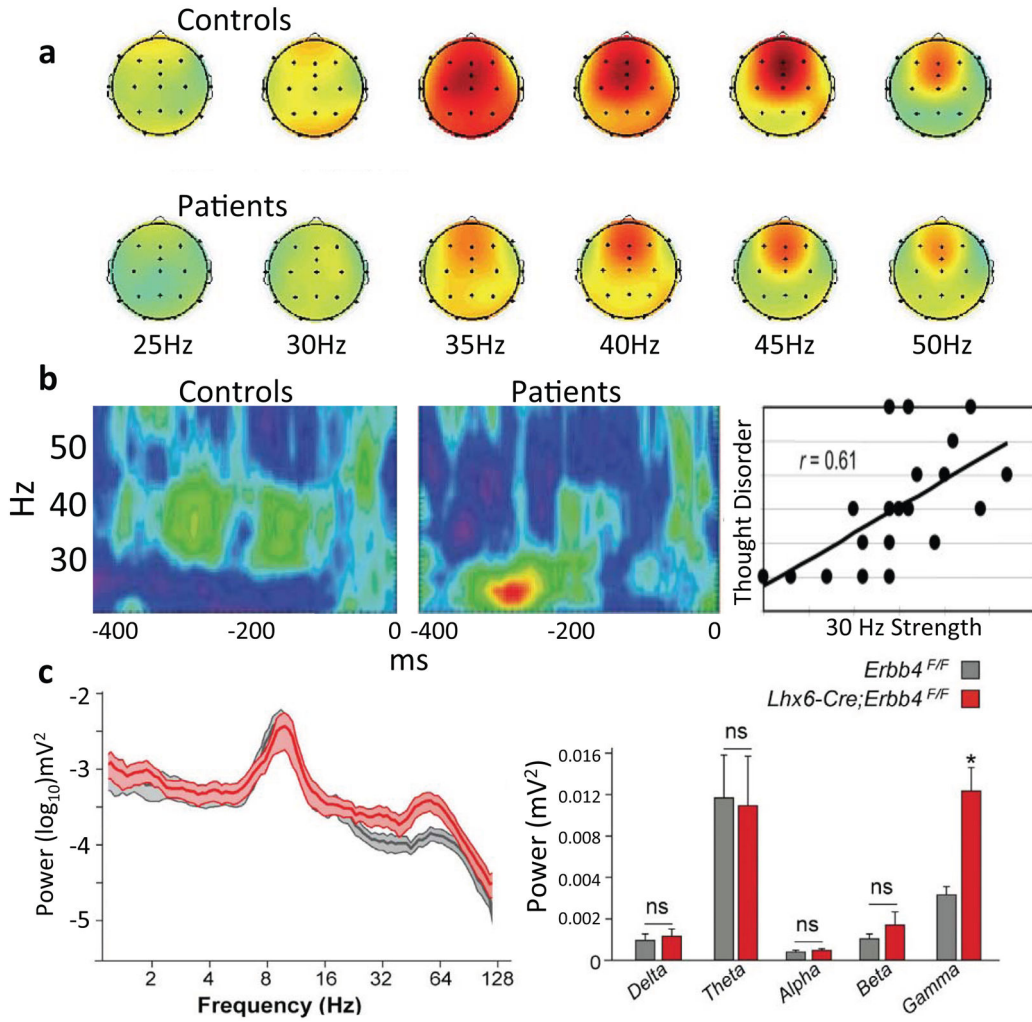 a
Controls
Patients
25Hz
30Hz
35Hz
40Hz
45Hz
50Hz
b
Controls
Patients
Hz
50
40
30
-400
-200
0
-400
-200
0
ms
Thought Disorder
r = 0.61
30 Hz Strength
c
Power (log10)mV2
-2
-3
-4
-5
2
4
8
16
32
64
128
Frequency (Hz)
Erbb4 F/F
Lhx6-Cre;Erbb4 F/F
Power (mV2)
0.016
0.012
0.008
0.004
0.002
0
ns
ns
ns
ns
*
Delta
Theta
Alpha
Beta
Gamma